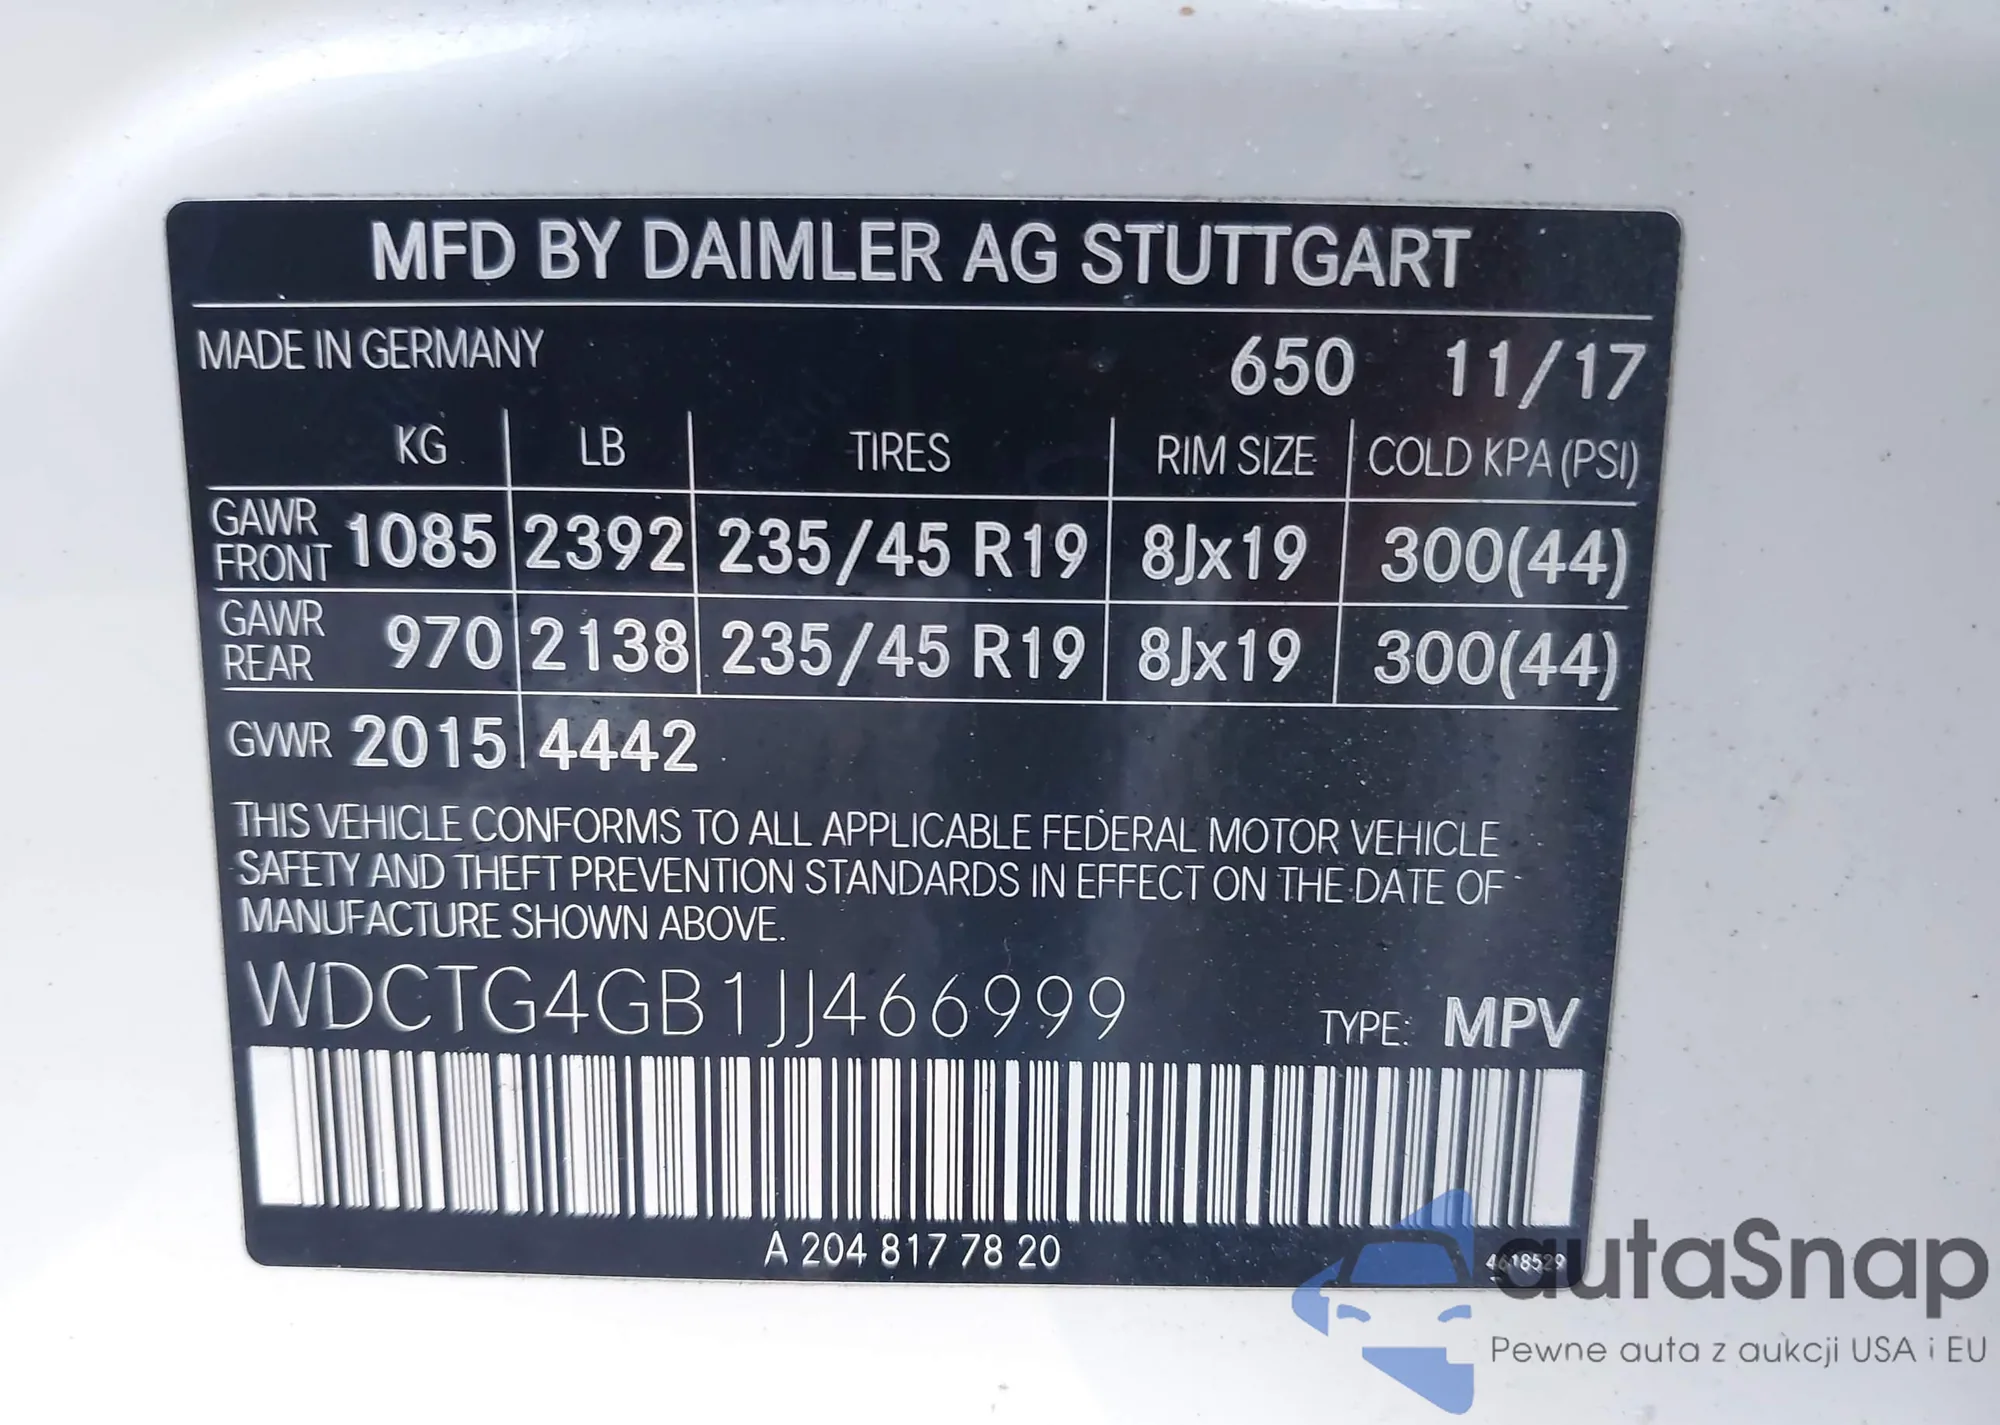 MFD BY DAIMLER AG STUTTGART
MADE IN GERMANY 650 11/17
KG LB TIRES RIM SIZE COLD KPA (PSI)
GAWR FRONT 1085 2392 235/45 R19 8Jx19 300(44)
GAWR REAR 970 2138 235/45 R19 8Jx19 300(44)
GVWR 2015 4442
THIS VEHICLE CONFORMS TO ALL APPLICABLE FEDERAL MOTOR VEHICLE
SAFETY AND THEFT PREVENTION STANDARDS IN EFFECT ON THE DATE OF
MANUFACTURE SHOWN ABOVE.
WDCTG4GB1JJ466999 TYPE: MPV
A 204 817 78 20
4618529
autaSnap
Pewne auta z aukcji USA i EU